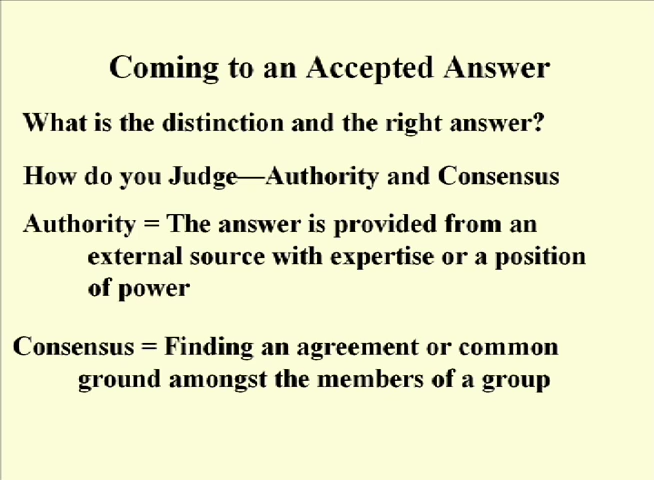 Coming to an Accepted Answer
What is the distinction and the right answer?
How do you Judge—Authority and Consensus
Authority = The answer is provided from an
external source with expertise or a position
of power
Consensus = Finding an agreement or common
ground amongst the members of a group